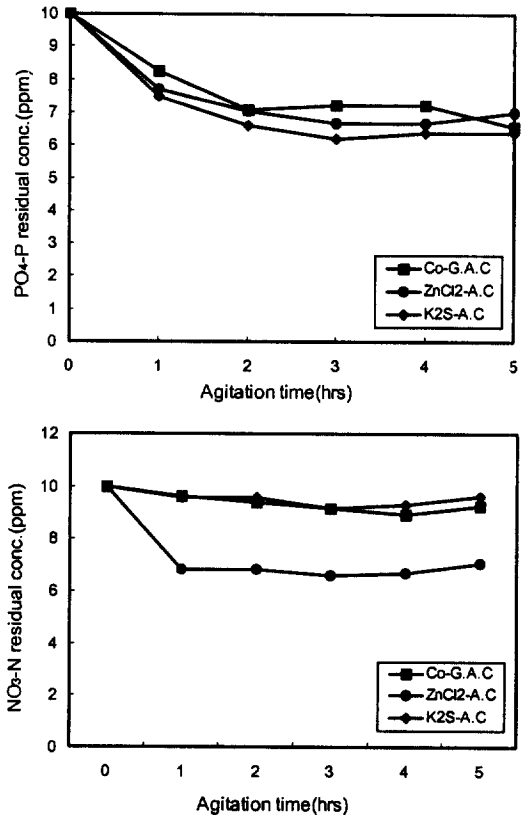 PO4-P residual conc.(ppm)
10
9
8
7
6
5
4
3
2
1
0
Co-G.A.C
ZnCl2-A.C
K2S-A.C
0 1 2 3 4 5
Agitation time(hrs)
NO3-N residual conc.(ppm)
12
10
8
6
4
2
0
Co-G.A.C
ZnCl2-A.C
K2S-A.C
0 1 2 3 4 5
Agitation time(hrs)